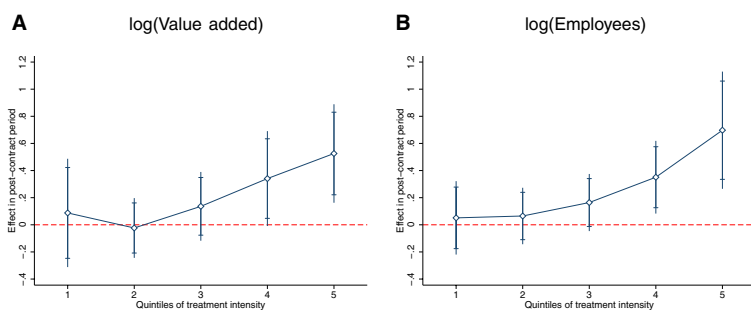 A
log(Value added)
Effect in post−contract period
1.2
1
.8
.6
.4
.2
0
−.2
−.4
1 2 3 4 5
Quintiles of treatment intensity
B
log(Employees)
Effect in post−contract period
1.2
1
.8
.6
.4
.2
0
−.2
−.4
1 2 3 4 5
Quintiles of treatment intensity